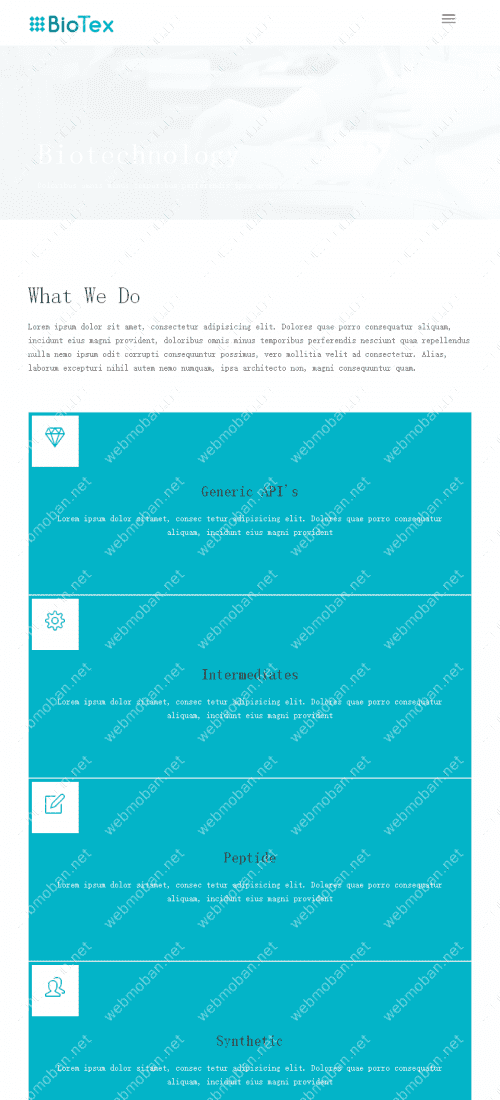 BioTex
Biotechnology
What We Do
Lorem ipsum dolor sit amet, consectetur adipisicing elit. Dolores quae porro consequatur aliquam,
incidunt eius magni provident, doloribus omnis minus temporibus perferendis nesciunt quam repellendus
nulla nemo ipsum odit corrupti consequuntur possimus, vero mollitia velit ad consectetur. Alias,
laborum excepturi nihil autem nemo numquam, ipsa architecto non, magni consequuntur quam.
Generic API's
Lorem ipsum dolor sitamet, consec tetur adipisicing elit. Dolores quae porro consequatur
aliquam, incidunt eius magni provident
Intermediates
Lorem ipsum dolor sitamet, consec tetur adipisicing elit. Dolores quae porro consequatur
aliquam, incidunt eius magni provident
Peptide
Lorem ipsum dolor sitamet, consec tetur adipisicing elit. Dolores quae porro consequatur
aliquam, incidunt eius magni provident
Synthetic
Lorem ipsum dolor sitamet, consec tetur adipisicing elit. Dolores quae porro consequatur
aliquam, incidunt eius magni provident
webmoban.net